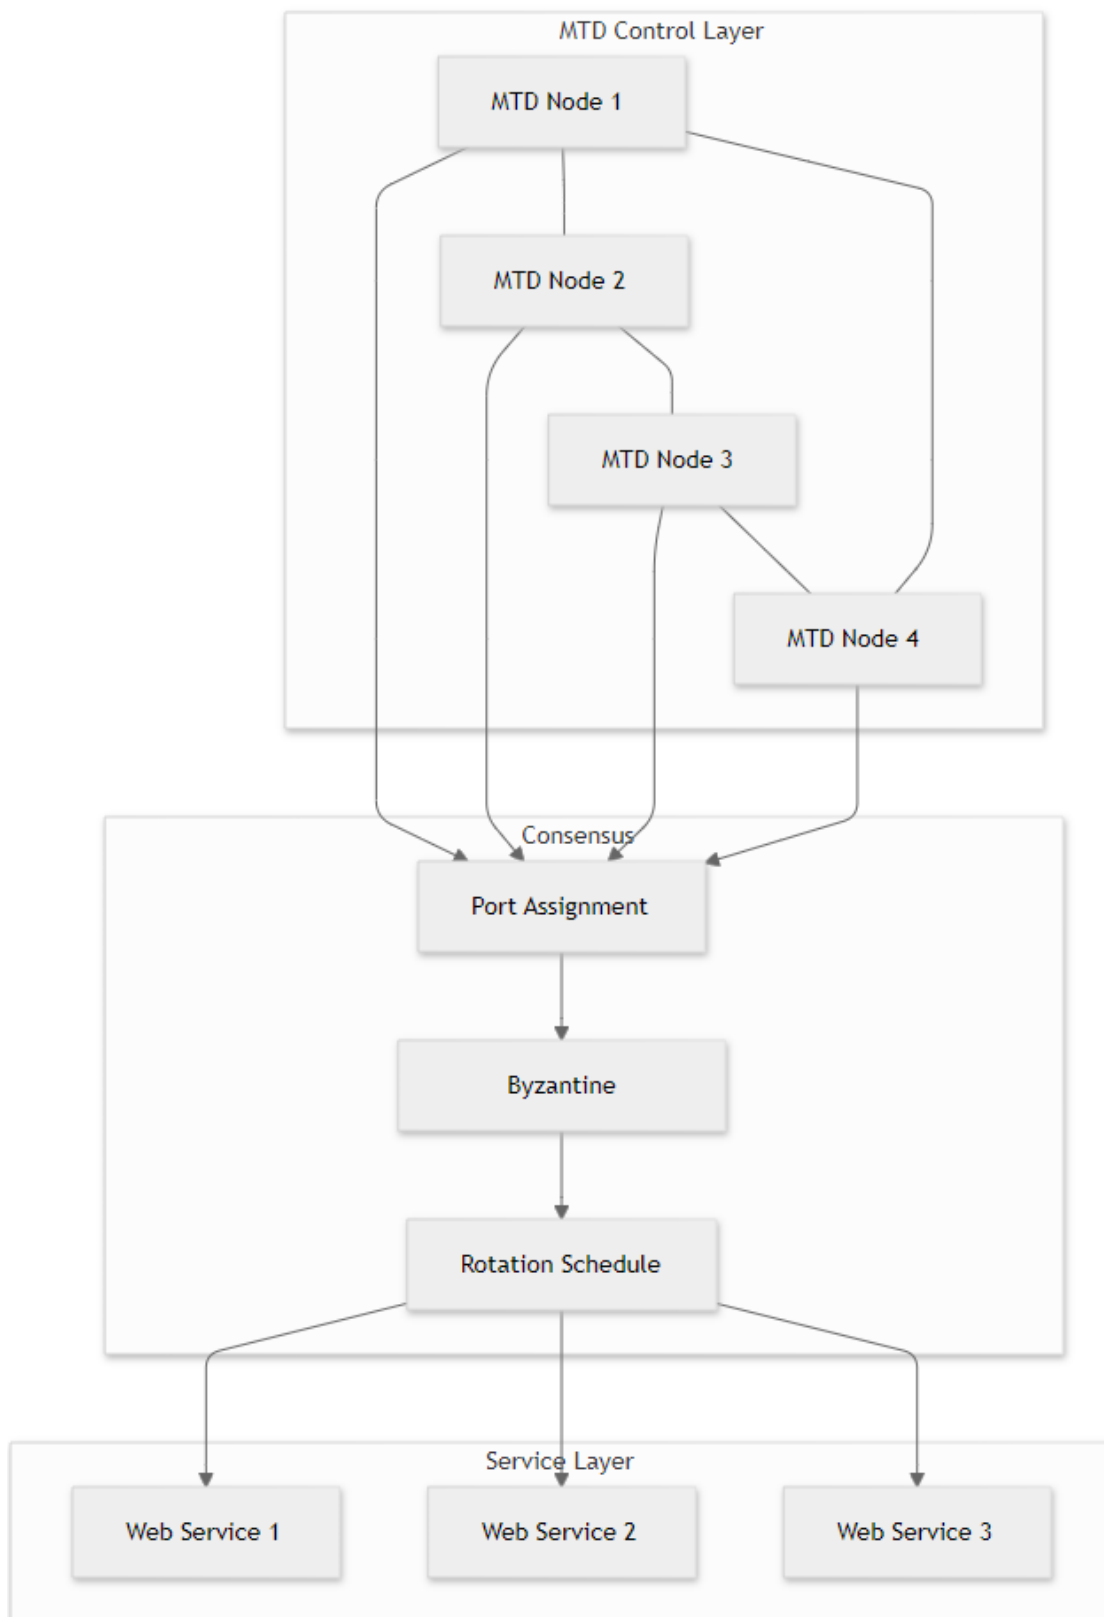 MTD Control Layer
MTD Node 1
MTD Node 2
MTD Node 3
MTD Node 4
Consensus
Port Assignment
Byzantine
Rotation Schedule
Service Layer
Web Service 1
Web Service 2
Web Service 3